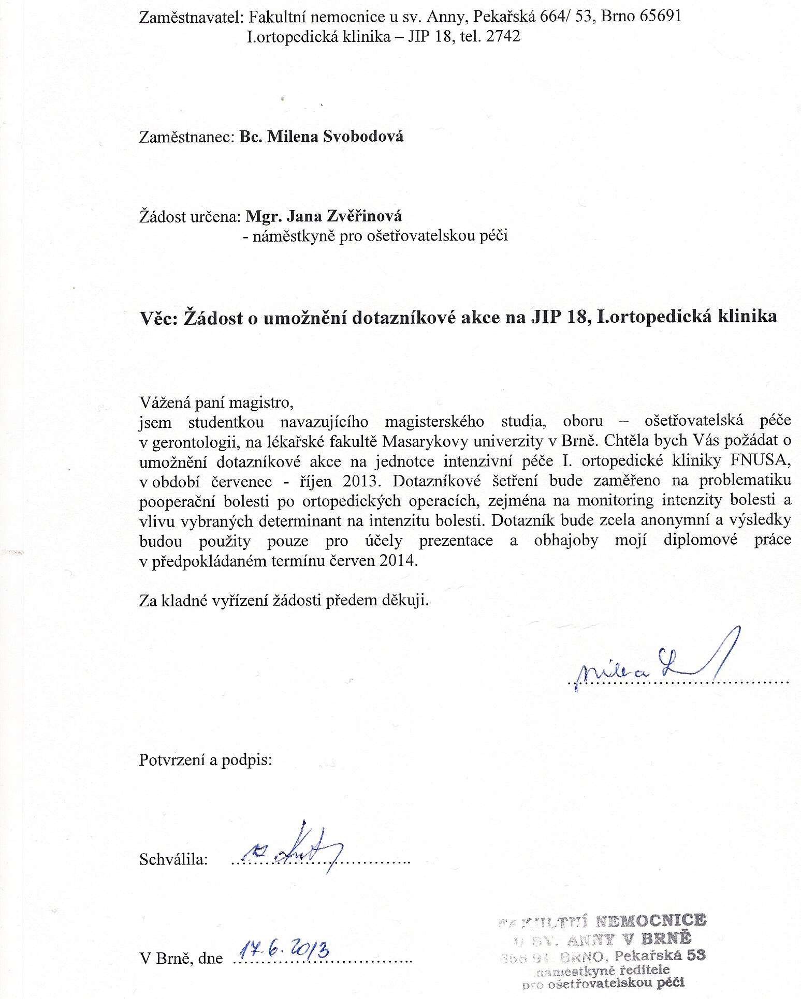 Zaměstnavatel: Fakultní nemocnice u sv. Anny, Pekařská 664/ 53, Brno 65691
I.ortopedická klinika – JIP 18, tel. 2742
Zaměstnanec: Bc. Milena Svobodová
Žádost určena: Mgr. Jana Zvěřinová
- náměstkyně pro ošetřovatelskou péči
Věc: Žádost o umožnění dotazníkové akce na JIP 18, I.ortopedická klinika
Vážená paní magistro,
jsem studentkou navazujícího magisterského studia, oboru – ošetřovatelská péče
v gerontologii, na lékařské fakultě Masarykovy univerzity v Brně. Chtěla bych Vás požádat o
umožnění dotazníkové akce na jednotce intenzivní péče I. ortopedické kliniky FNUSA,
v období červenec - říjen 2013. Dotazníkové šetření bude zaměřeno na problematiku
pooperační bolesti po ortopedických operacích, zejména na monitoring intenzity bolesti a
vlivu vybraných determinant na intenzitu bolesti. Dotazník bude zcela anonymní a výsledky
budou použity pouze pro účely prezentace a obhajoby mojí diplomové práce
v předpokládaném termínu červen 2014.
Za kladné vyřízení žádosti předem děkuji.
Milena
Potvrzení a podpis:
Schválila:
V Brně, dne 17.6.2013
FAKULTNÍ NEMOCNICE
U SV. ANNY V BRNĚ
656 91 BRNO, Pekařská 53
náměstkyně ředitele
pro ošetřovatelskou péči